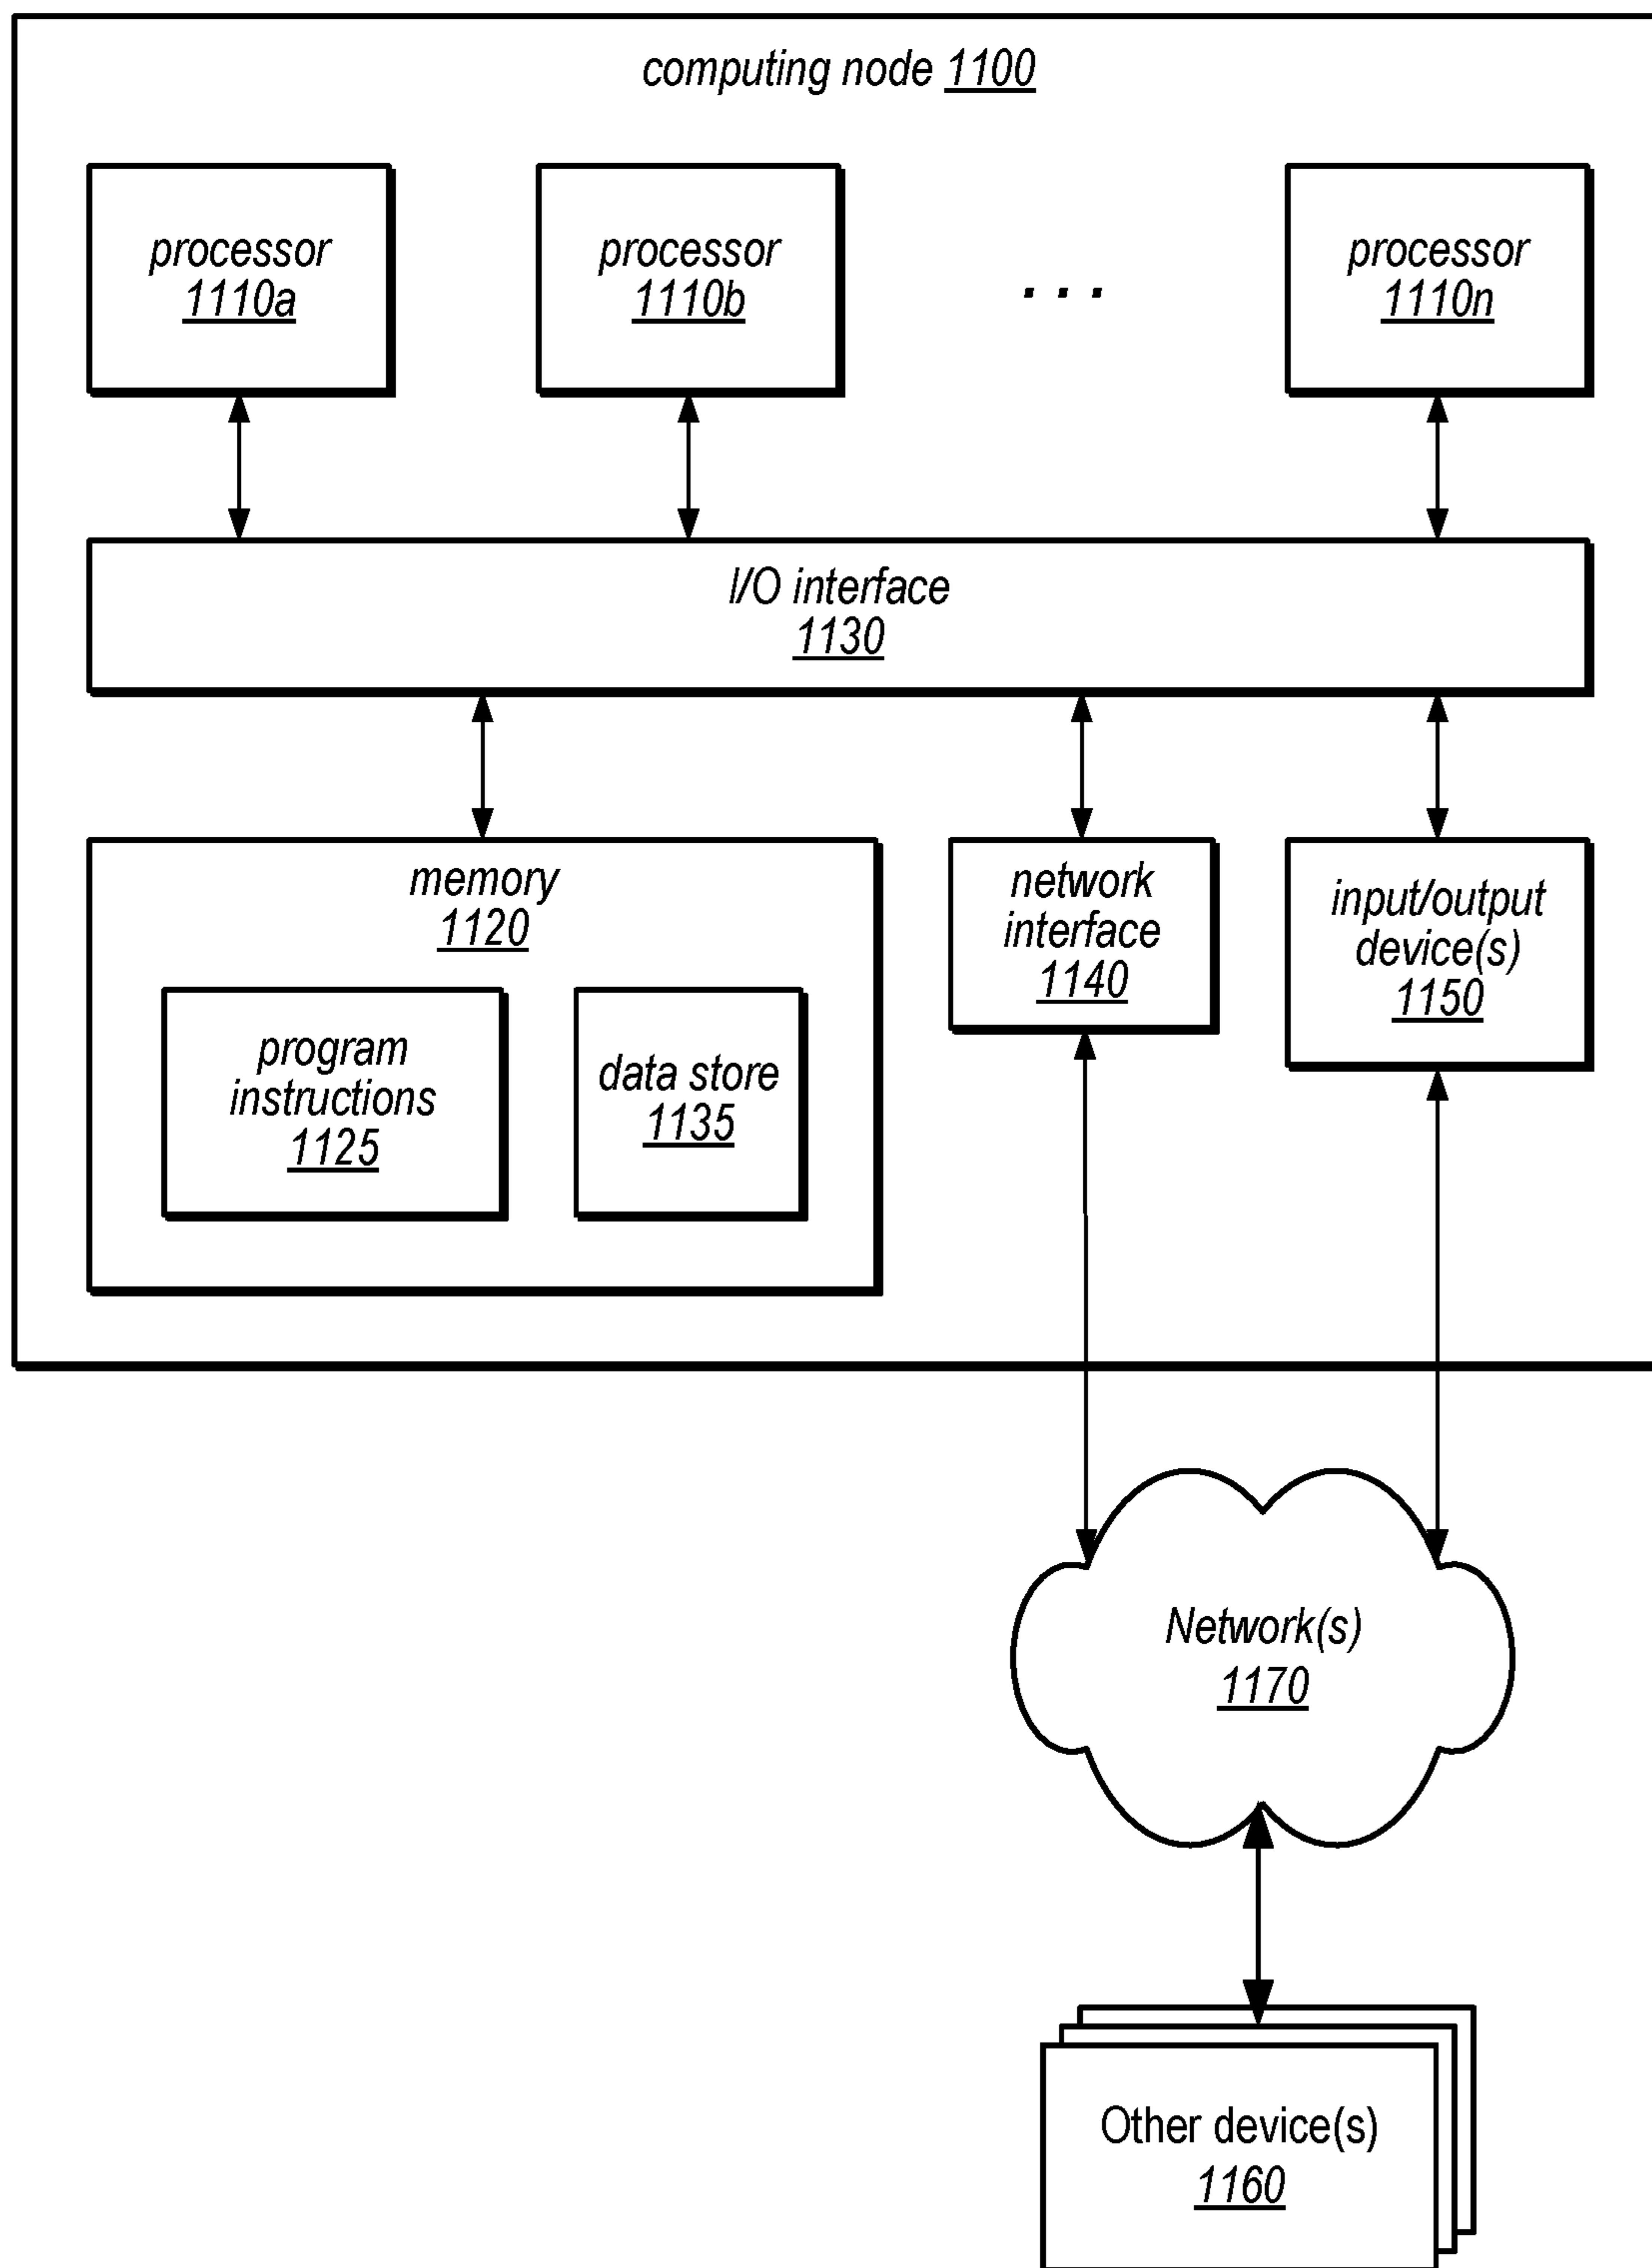 computing node 1100
processor
1110a
processor
1110b
. . .
processor
1110n
I/O interface
1130
memory
1120
program
instructions
1125
data store
1135
network
interface
1140
input/output
device(s)
1150
Network(s)
1170
Other device(s)
1160